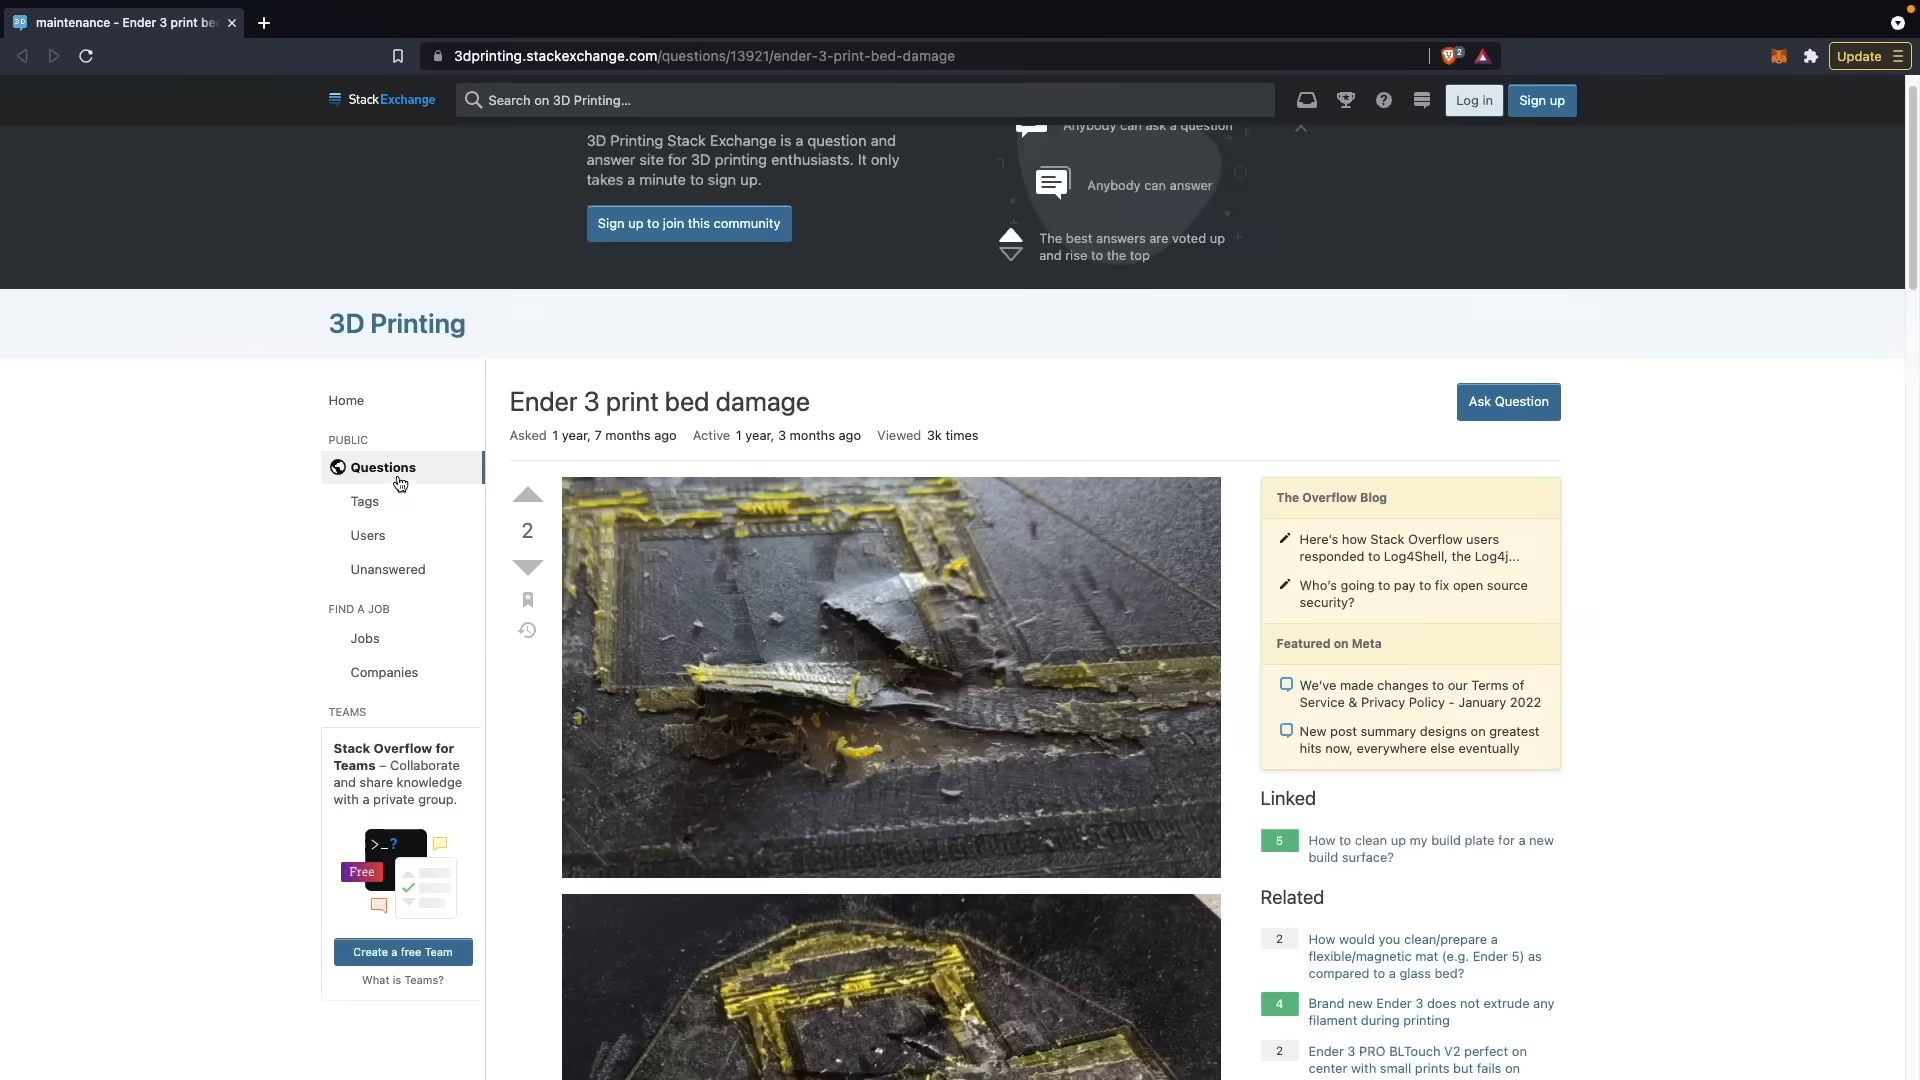 maintenance - Ender 3 print be
3dprinting.stackexchange.com/questions/13921/ender-3-print-bed-damage
2
Update
StackExchange
Search on 3D Printing...
Log in
Sign up
3D Printing Stack Exchange is a question and
answer site for 3D printing enthusiasts. It only
takes a minute to sign up.
Sign up to join this community
Anybody can ask a question
Anybody can answer
The best answers are voted up
and rise to the top
3D Printing
Home
PUBLIC
Questions
Tags
Users
Unanswered
FIND A JOB
Jobs
Companies
TEAMS
Stack Overflow for
Teams – Collaborate
and share knowledge
with a private group.
>_?
Free
Create a free Team
What is Teams?
Ender 3 print bed damage
Ask Question
Asked 1 year, 7 months ago Active 1 year, 3 months ago Viewed 3k times
2
The Overflow Blog
Here's how Stack Overflow users
responded to Log4Shell, the Log4j...
Who's going to pay to fix open source
security?
Featured on Meta
We've made changes to our Terms of
Service & Privacy Policy - January 2022
New post summary designs on greatest
hits now, everywhere else eventually
Linked
5 How to clean up my build plate for a new
build surface?
Related
2 How would you clean/prepare a
flexible/magnetic mat (e.g. Ender 5) as
compared to a glass bed?
4 Brand new Ender 3 does not extrude any
filament during printing
2 Ender 3 PRO BLTouch V2 perfect on
center with small prints but fails on